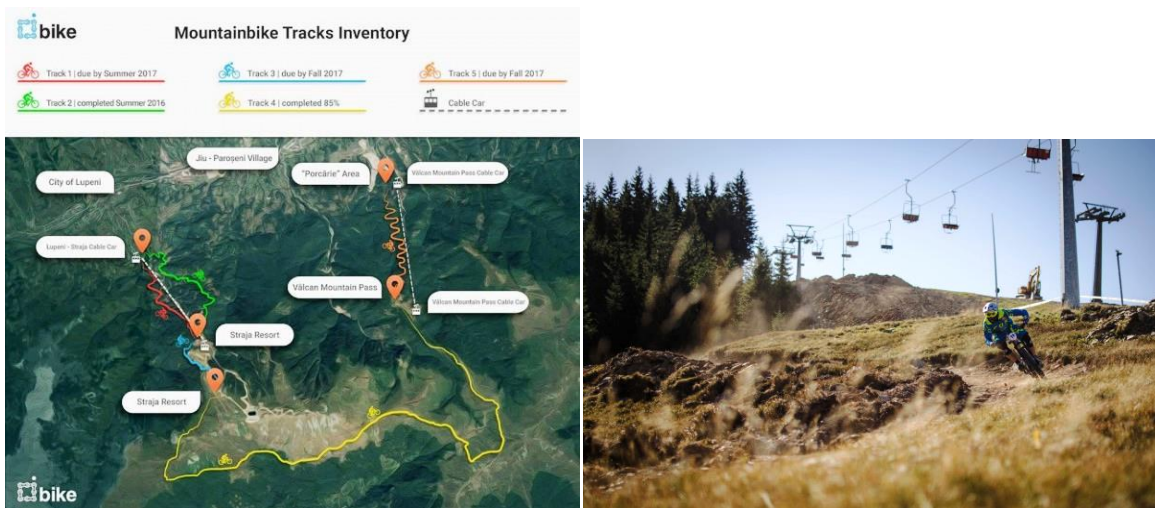 bike
Mountainbike Tracks Inventory
Track 1 | due by Summer 2017
Track 3 | due by Fall 2017
Track 5 | due by Fall 2017
Track 2 | completed Summer 2016
Track 4 | completed 85%
Cable Car
Jiu - Paroșeni Village
"Porcărie" Area
Vâlcan Mountain Pass Cable Car
City of Lupeni
Lupeni - Straja Cable Car
Vâlcan Mountain Pass
Vâlcan Mountain Pass Cable Car
Straja Resort
Straja Resort
bike